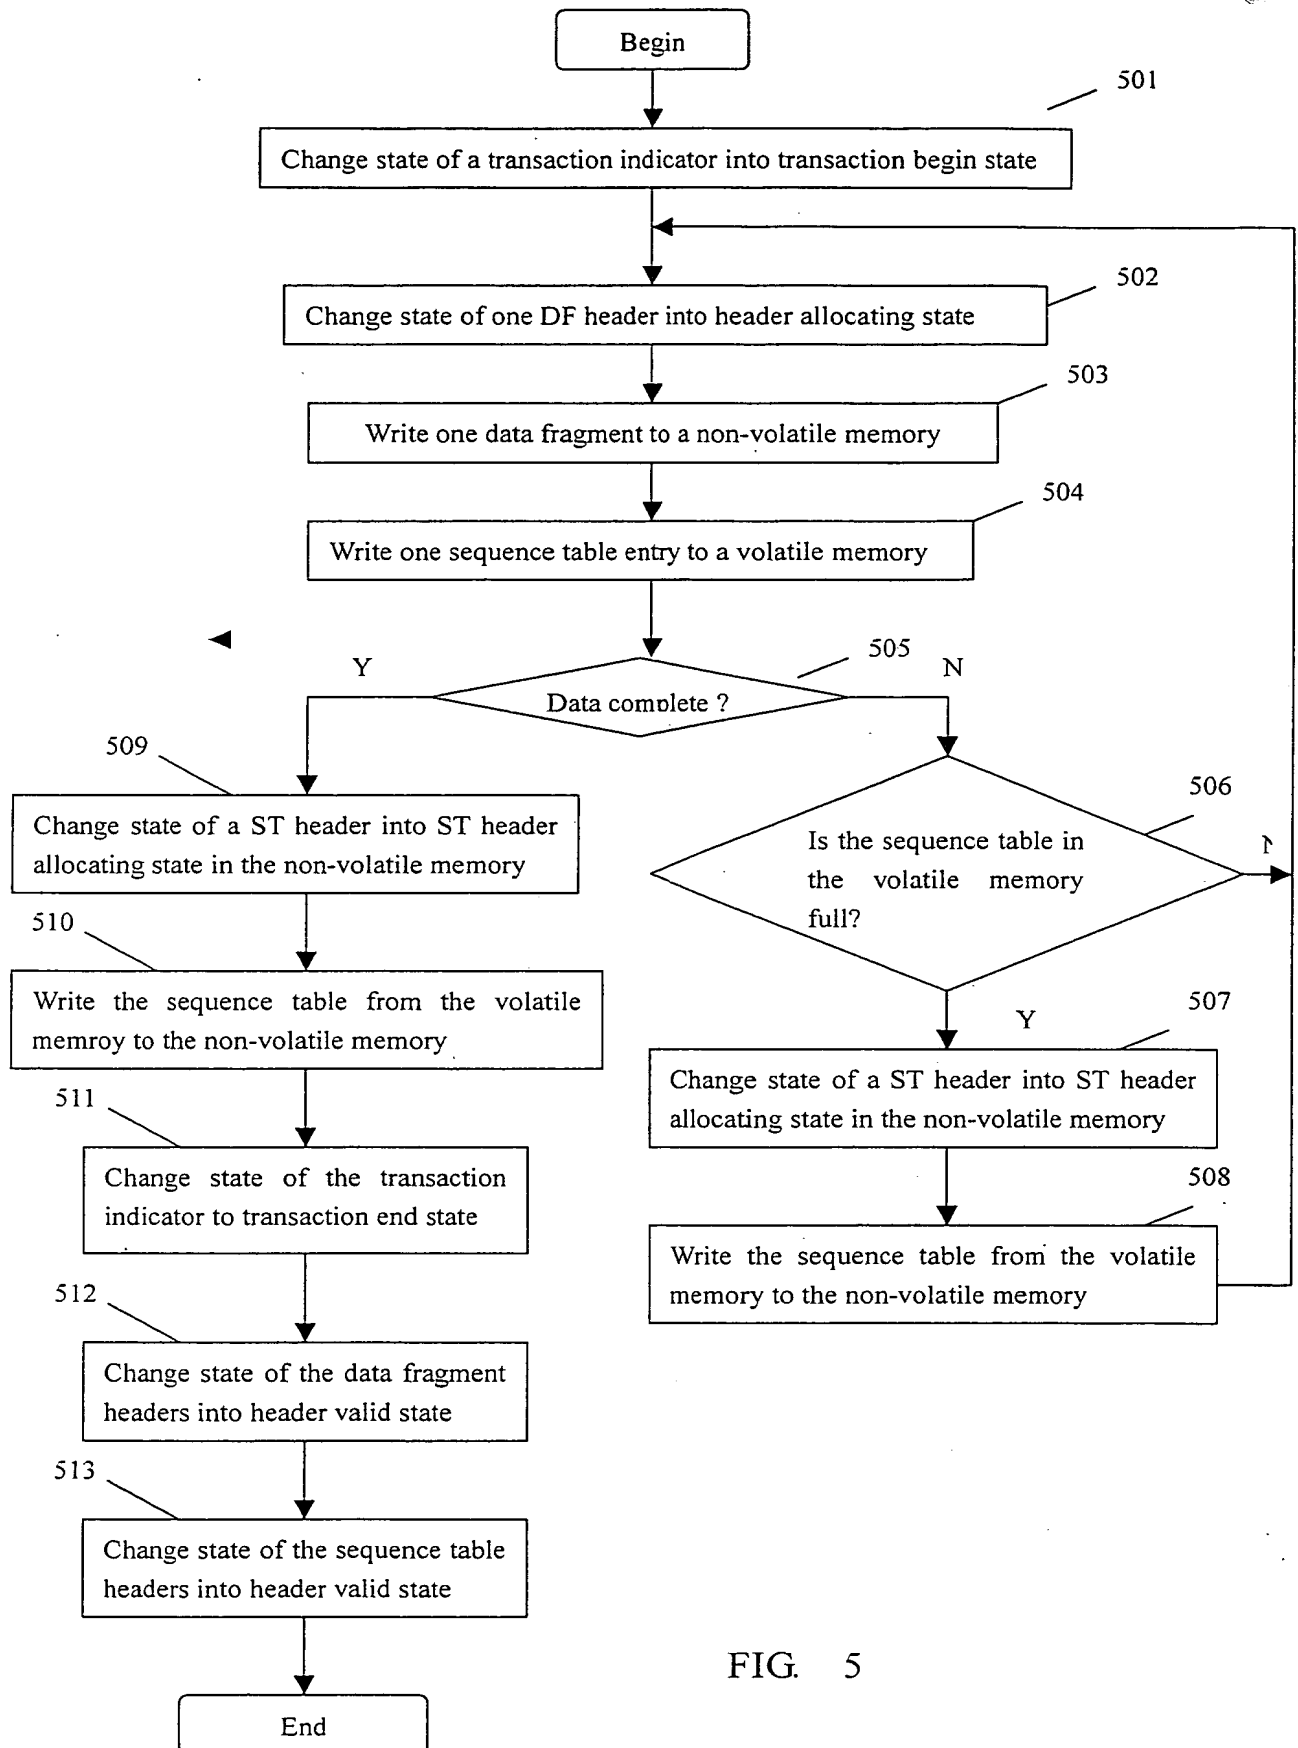 Begin
501
Change state of a transaction indicator into transaction begin state
502
Change state of one DF header into header allocating state
503
Write one data fragment to a non-volatile memory
504
Write one sequence table entry to a volatile memory
505
Y
N
Data complete ?
509
Change state of a ST header into ST header
allocating state in the non-volatile memory
506
Is the sequence table in
the volatile memory
full?
510
Write the sequence table from the volatile
memroy to the non-volatile memory
Y
507
Change state of a ST header into ST header
allocating state in the non-volatile memory
511
Change state of the transaction
indicator to transaction end state
508
Write the sequence table from the volatile
memory to the non-volatile memory
512
Change state of the data fragment
headers into header valid state
513
Change state of the sequence table
headers into header valid state
FIG. 5
End